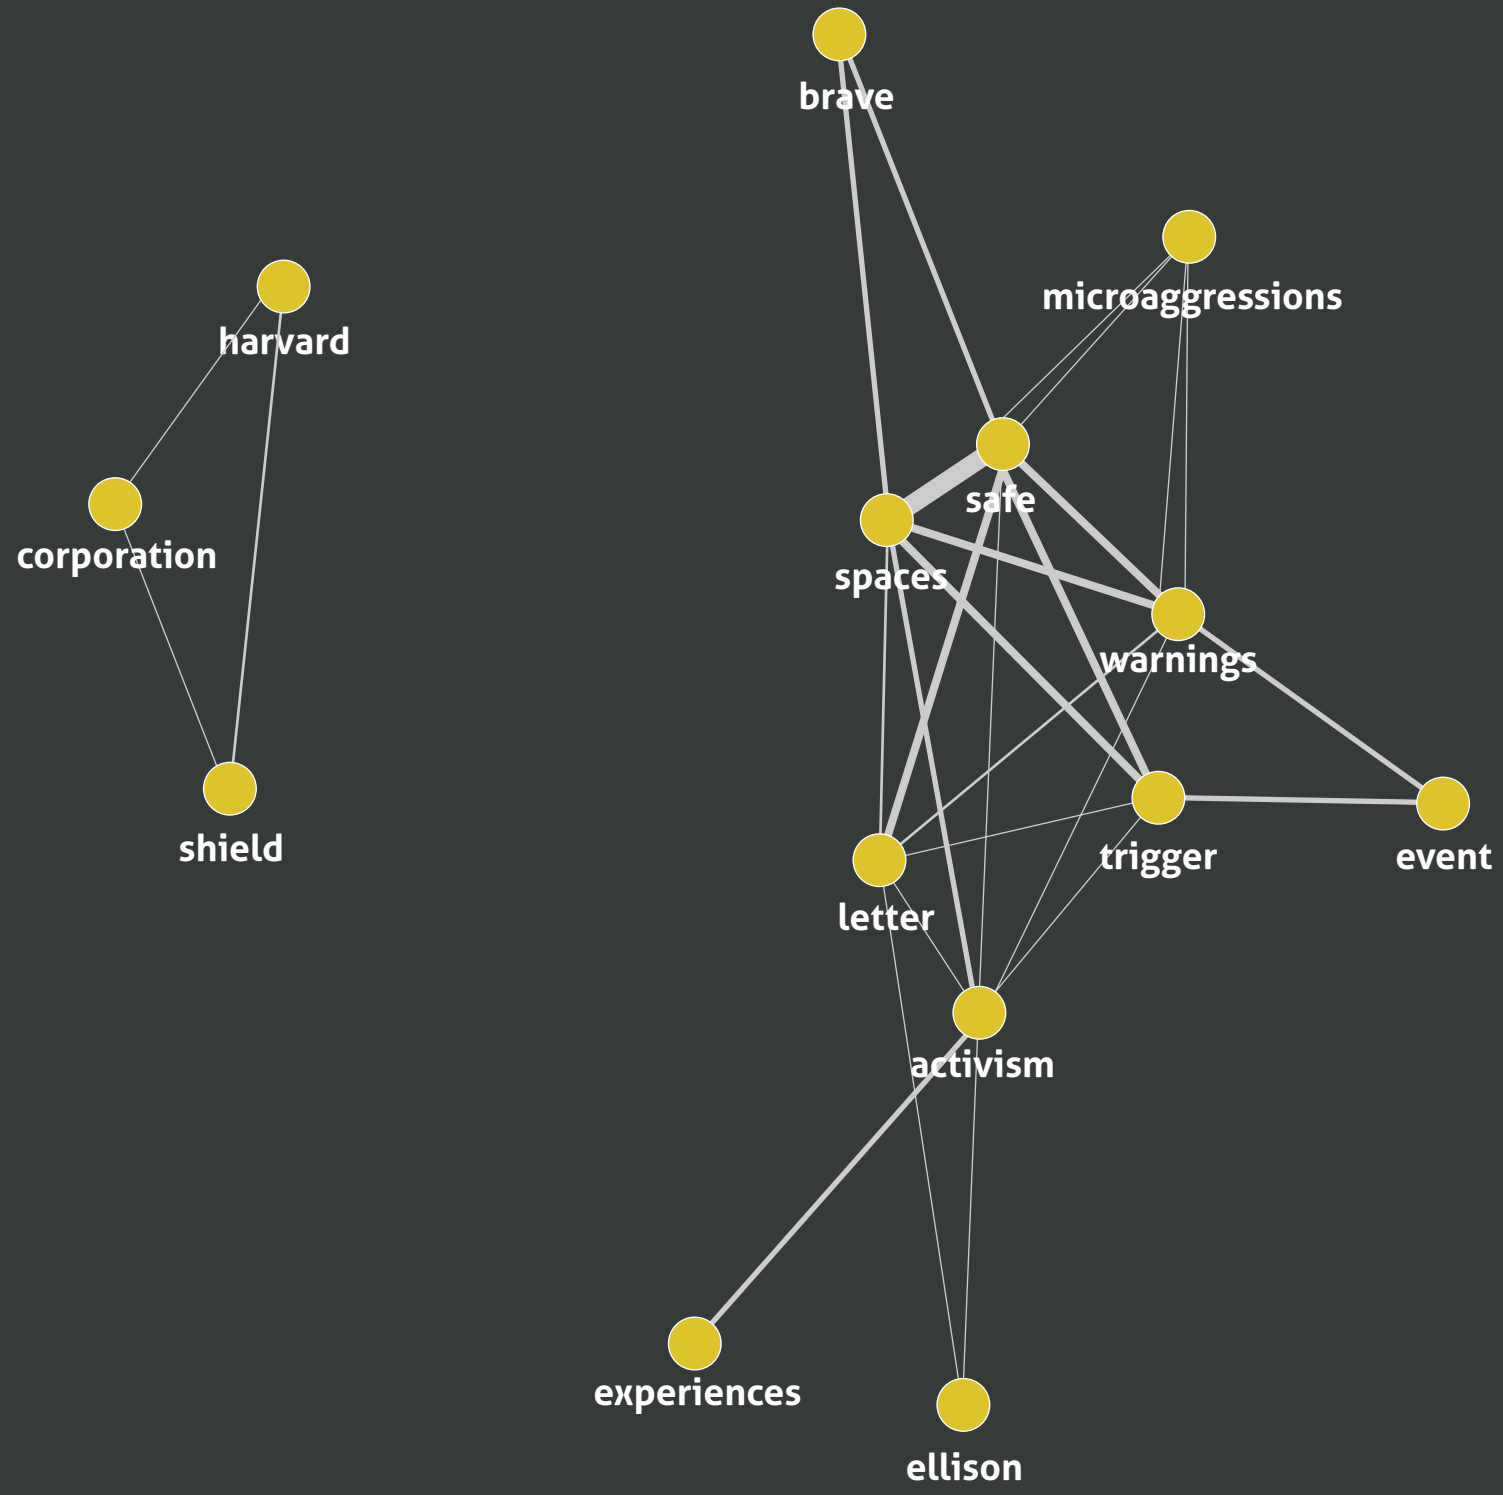 brave
microaggressions
harvard
safe
corporation
spaces
warnings
shield
trigger
event
letter
activism
experiences
ellison